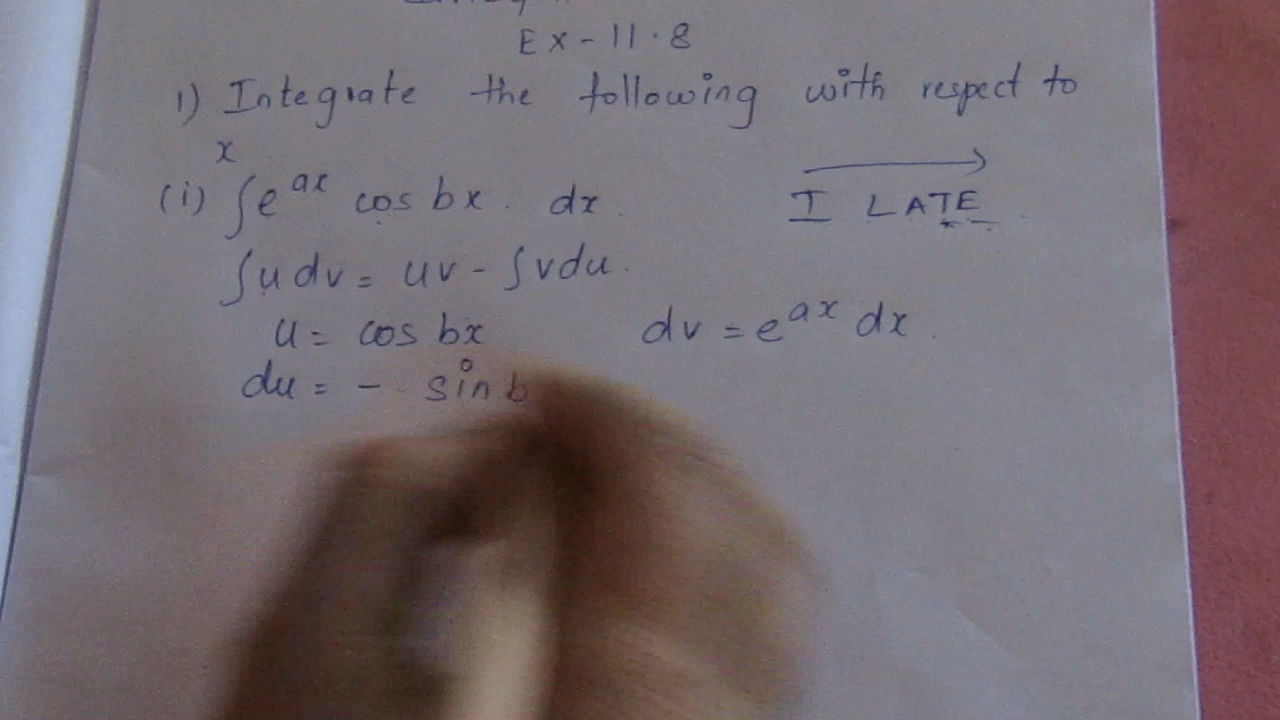 Ex-11.8
1) Integrate the following with respect to
x
(i) ∫e^ax cos bx. dx. I LATE
∫u dv = uv - ∫v du.
u = cos bx dv = e^ax dx.
du = - sin b